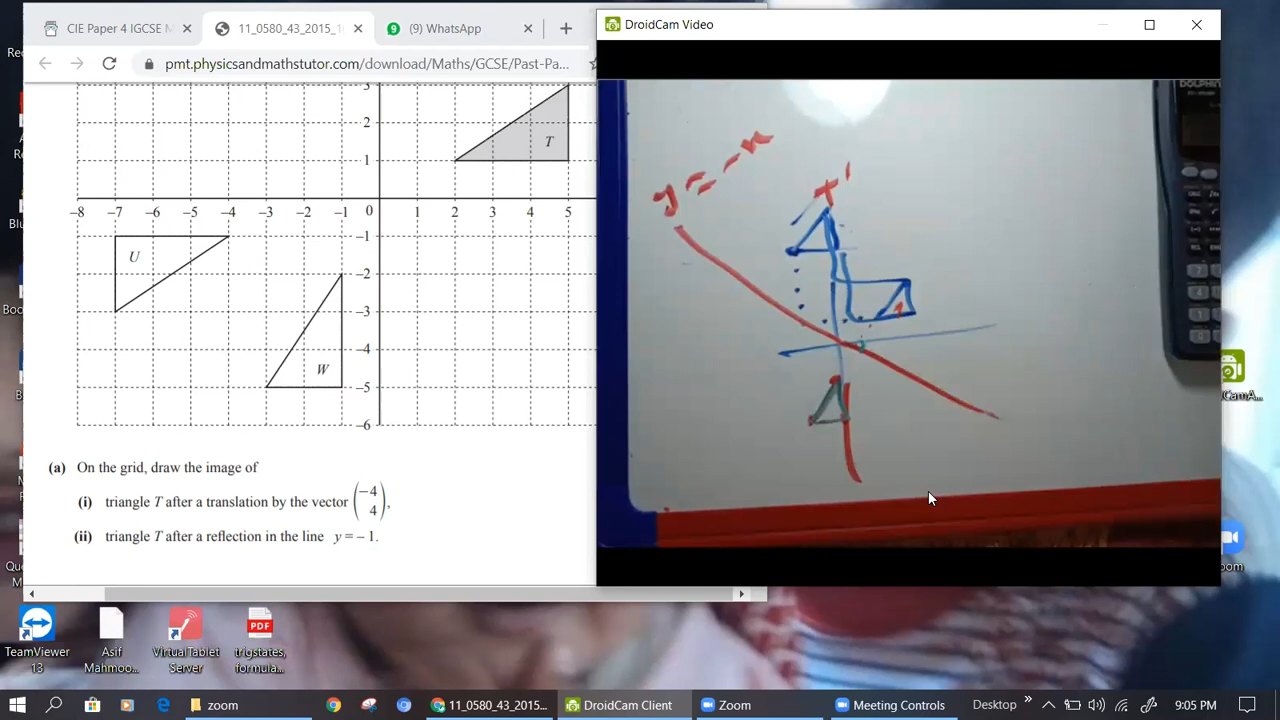 CIE Paper 4 IGCSE M
11_0580_43_2015_1
(9) WhatsApp
DroidCam Video
pmt.physicsandmathstutor.com/download/Maths/GCSE/Past-Pa...
3
2
1
T
-8 -7 -6 -5 -4 -3 -2 -1 0 2 3 4 5
-1
-2
-3
-4
-5
-6
U
W
(a) On the grid, draw the image of
(i) triangle T after a translation by the vector (-4 4),
(ii) triangle T after a reflection in the line y = – 1.
y = -x
DOLPHIN
TeamViewer 13
Asif Mahmoo...
VirtualTablet Server
trigstates, formulas...
zoom
11_0580_43_2015...
DroidCam Client
Zoom
Meeting Controls
Desktop
9:05 PM